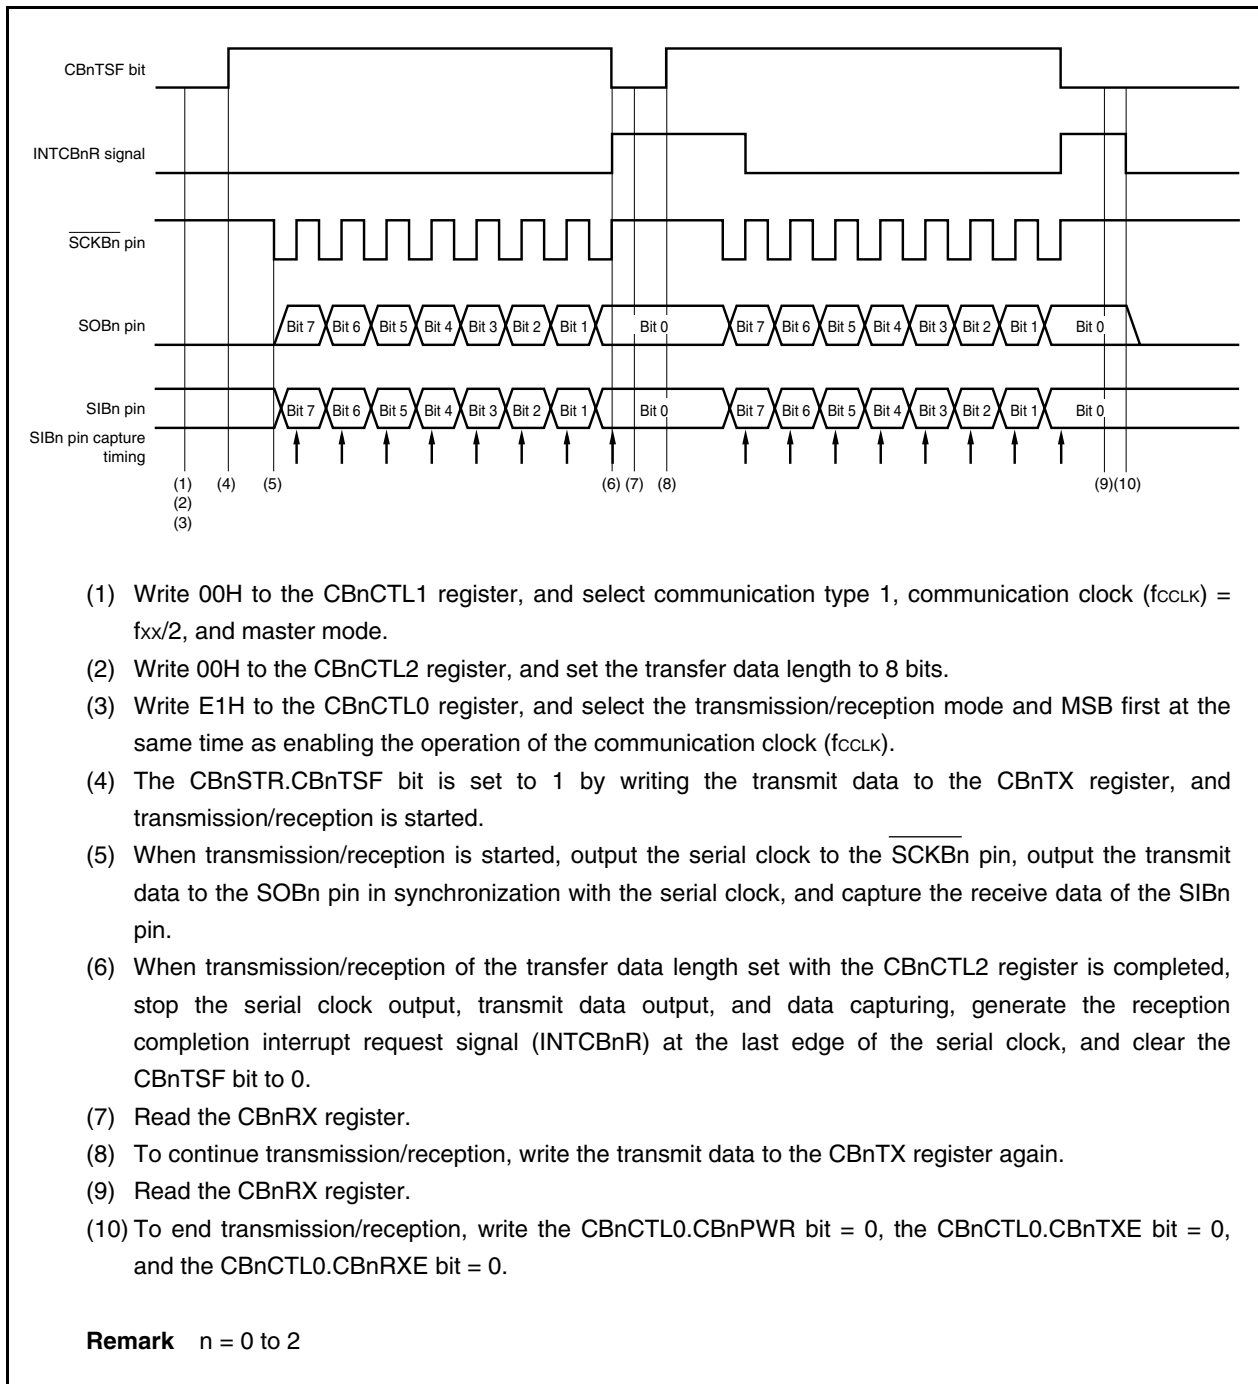 CBnTSF bit
INTCBnR signal
SCKBn pin
SOBn pin
Bit 7 Bit 6 Bit 5 Bit 4 Bit 3 Bit 2 Bit 1 Bit 0 Bit 7 Bit 6 Bit 5 Bit 4 Bit 3 Bit 2 Bit 1 Bit 0
SIBn pin
Bit 7 Bit 6 Bit 5 Bit 4 Bit 3 Bit 2 Bit 1 Bit 0 Bit 7 Bit 6 Bit 5 Bit 4 Bit 3 Bit 2 Bit 1 Bit 0
SIBn pin capture
timing
(1) (4) (5) (6) (7) (8) (9) (10)
(2)
(3)
(1) Write 00H to the CBnCTL1 register, and select communication type 1, communication clock (fCCLK) =
fXX/2, and master mode.
(2) Write 00H to the CBnCTL2 register, and set the transfer data length to 8 bits.
(3) Write E1H to the CBnCTL0 register, and select the transmission/reception mode and MSB first at the
same time as enabling the operation of the communication clock (fCCLK).
(4) The CBnSTR.CBnTSF bit is set to 1 by writing the transmit data to the CBnTX register, and
transmission/reception is started.
(5) When transmission/reception is started, output the serial clock to the SCKBn pin, output the transmit
data to the SOBn pin in synchronization with the serial clock, and capture the receive data of the SIBn
pin.
(6) When transmission/reception of the transfer data length set with the CBnCTL2 register is completed,
stop the serial clock output, transmit data output, and data capturing, generate the reception
completion interrupt request signal (INTCBnR) at the last edge of the serial clock, and clear the
CBnTSF bit to 0.
(7) Read the CBnRX register.
(8) To continue transmission/reception, write the transmit data to the CBnTX register again.
(9) Read the CBnRX register.
(10) To end transmission/reception, write the CBnCTL0.CBnPWR bit = 0, the CBnCTL0.CBnTXE bit = 0,
and the CBnCTL0.CBnRXE bit = 0.
Remark n = 0 to 2